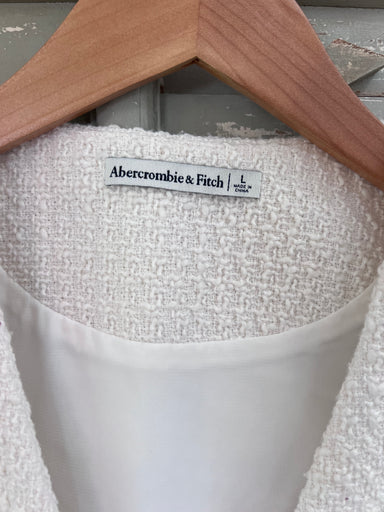 Abercrombie & Fitch
L
MADE IN
CHINA